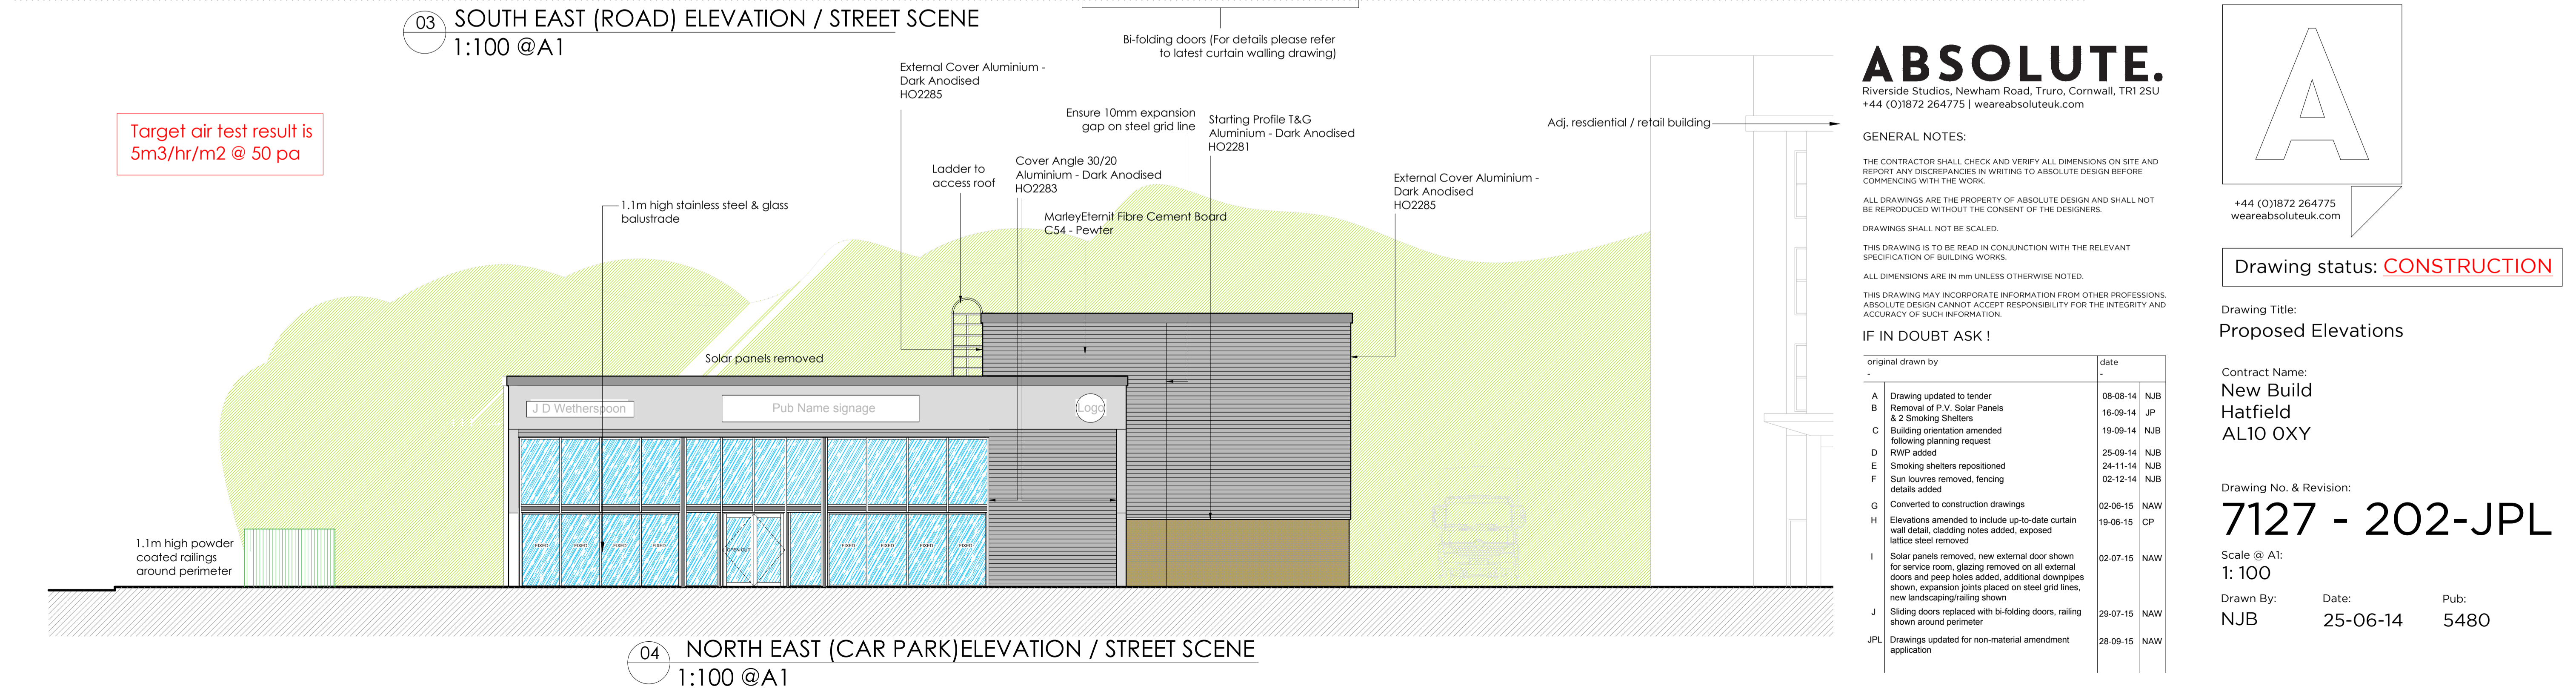 03
SOUTH EAST (ROAD) ELEVATION / STREET SCENE
1:100 @A1
Bi-folding doors (For details please refer
to latest curtain walling drawing)
External Cover Aluminium -
Dark Anodised
HO2285
Target air test result is
5m3/hr/m2 @ 50 pa
Ensure 10mm expansion
gap on steel grid line
Starting Profile T&G
Aluminium - Dark Anodised
HO2281
Adj. resdiential / retail building
Ladder to
access roof
Cover Angle 30/20
Aluminium - Dark Anodised
HO2283
External Cover Aluminium -
Dark Anodised
HO2285
1.1m high stainless steel & glass
balustrade
MarleyEternit Fibre Cement Board
C54 - Pewter
Solar panels removed
J D Wetherspoon
Pub Name signage
Logo
FIXED
FIXED
FIXED
FIXED
OPEN OUT
FIXED
FIXED
FIXED
FIXED
1.1m high powder
coated railings
around perimeter
04
NORTH EAST (CAR PARK)ELEVATION / STREET SCENE
1:100 @A1
ABSOLUTE.
Riverside Studios, Newham Road, Truro, Cornwall, TR1 2SU
+44 (0)1872 264775 | weareabsoluteuk.com
GENERAL NOTES:
THE CONTRACTOR SHALL CHECK AND VERIFY ALL DIMENSIONS ON SITE AND
REPORT ANY DISCREPANCIES IN WRITING TO ABSOLUTE DESIGN BEFORE
COMMENCING WITH THE WORK.
ALL DRAWINGS ARE THE PROPERTY OF ABSOLUTE DESIGN AND SHALL NOT
BE REPRODUCED WITHOUT THE CONSENT OF THE DESIGNERS.
DRAWINGS SHALL NOT BE SCALED.
THIS DRAWING IS TO BE READ IN CONJUNCTION WITH THE RELEVANT
SPECIFICATION OF BUILDING WORKS.
ALL DIMENSIONS ARE IN mm UNLESS OTHERWISE NOTED.
THIS DRAWING MAY INCORPORATE INFORMATION FROM OTHER PROFESSIONS.
ABSOLUTE DESIGN CANNOT ACCEPT RESPONSIBILITY FOR THE INTEGRITY AND
ACCURACY OF SUCH INFORMATION.
IF IN DOUBT ASK !
original drawn by date
- -
A Drawing updated to tender 08-08-14 NJB
B Removal of P.V. Solar Panels
& 2 Smoking Shelters 16-09-14 JP
C Building orientation amended 19-09-14 NJB
following planning request
D RWP added 25-09-14 NJB
E Smoking shelters repositioned 24-11-14 NJB
F Sun louvres removed, fencing 02-12-14 NJB
details added
G Converted to construction drawings 02-06-15 NAW
H Elevations amended to include up-to-date curtain 19-06-15 CP
wall detail, cladding notes added, exposed
lattice steel removed
I Solar panels removed, new external door shown 02-07-15 NAW
for service room, glazing removed on all external
doors and peep holes added, additional downpipes
shown, expansion joints placed on steel grid lines,
new landscaping/railing shown
J Sliding doors replaced with bi-folding doors, railing 29-07-15 NAW
shown around perimeter
JPL Drawings updated for non-material amendment 28-09-15 NAW
application
A
+44 (0)1872 264775
weareabsoluteuk.com
Drawing status: CONSTRUCTION
Drawing Title:
Proposed Elevations
Contract Name:
New Build
Hatfield
AL10 0XY
Drawing No. & Revision:
7127 - 202-JPL
Scale @ A1:
1: 100
Drawn By: Date: Pub:
NJB 25-06-14 5480